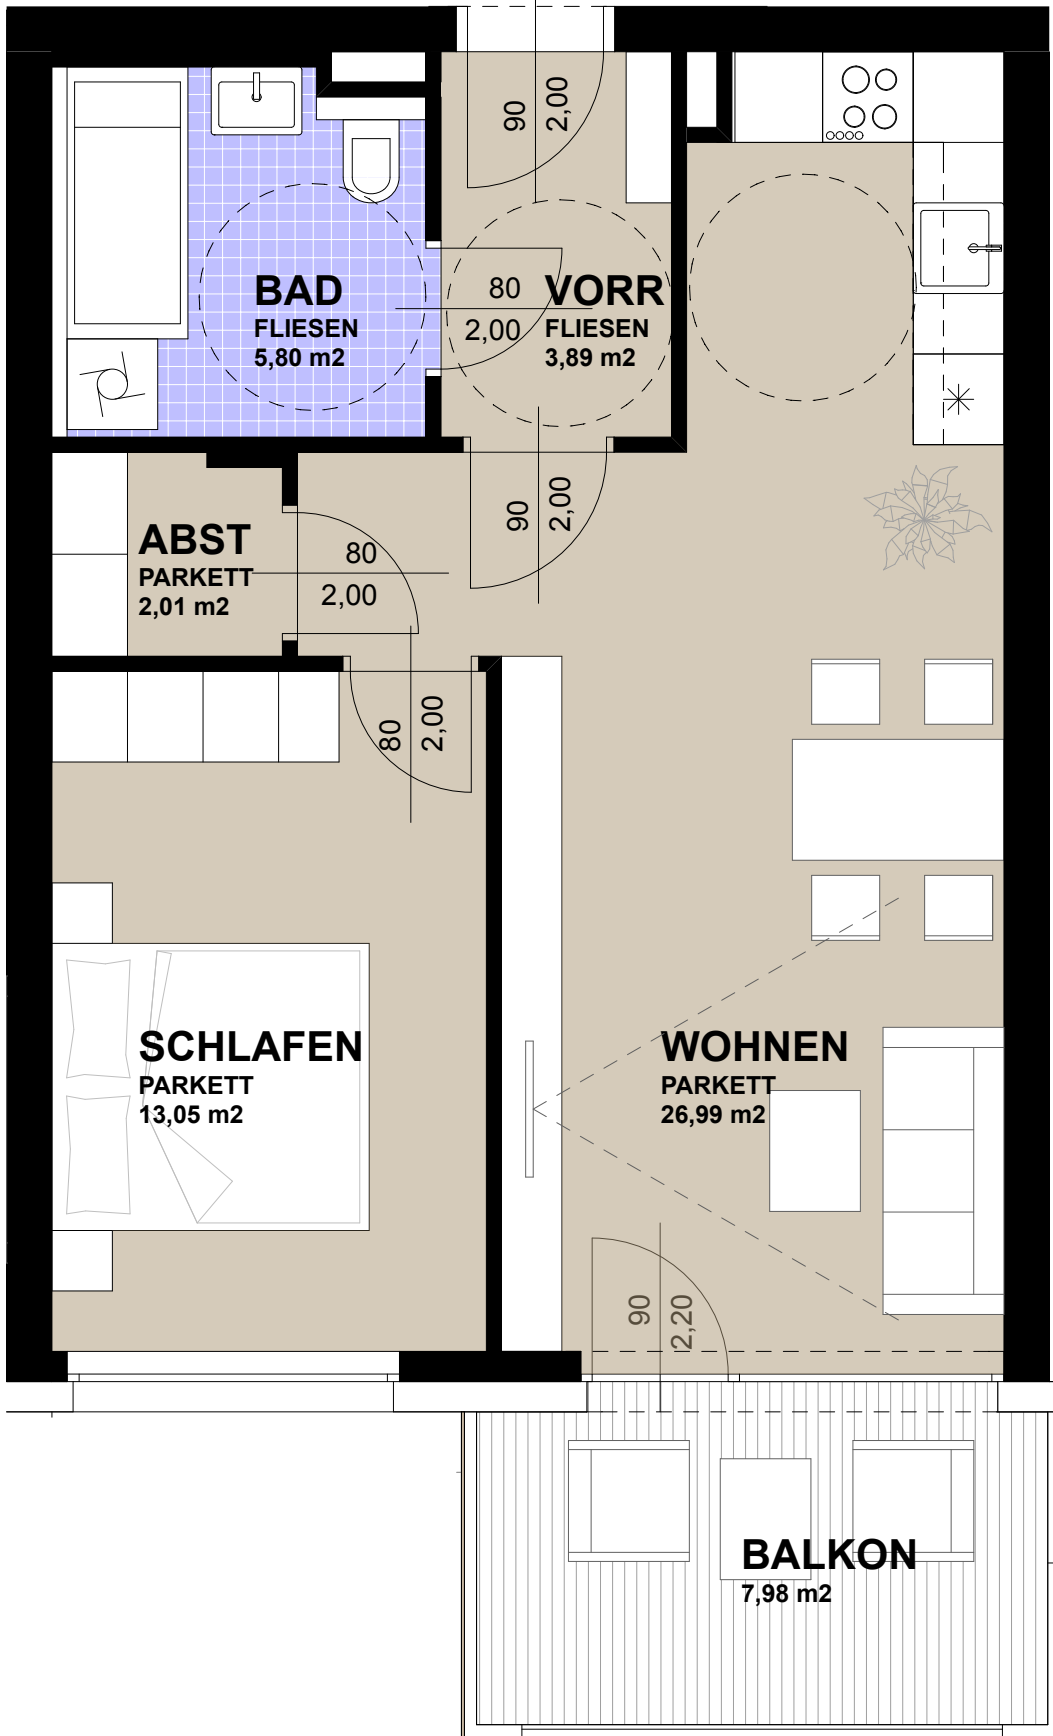 90
2,00
BAD
FLIESEN
5,80 m2
80
2,00
VORR
FLIESEN
3,89 m2
90
2,00
ABST
PARKETT
2,01 m2
80
2,00
80
2,00
SCHLAFEN
PARKETT
13,05 m2
WOHNEN
PARKETT
26,99 m2
90
2,20
BALKON
7,98 m2